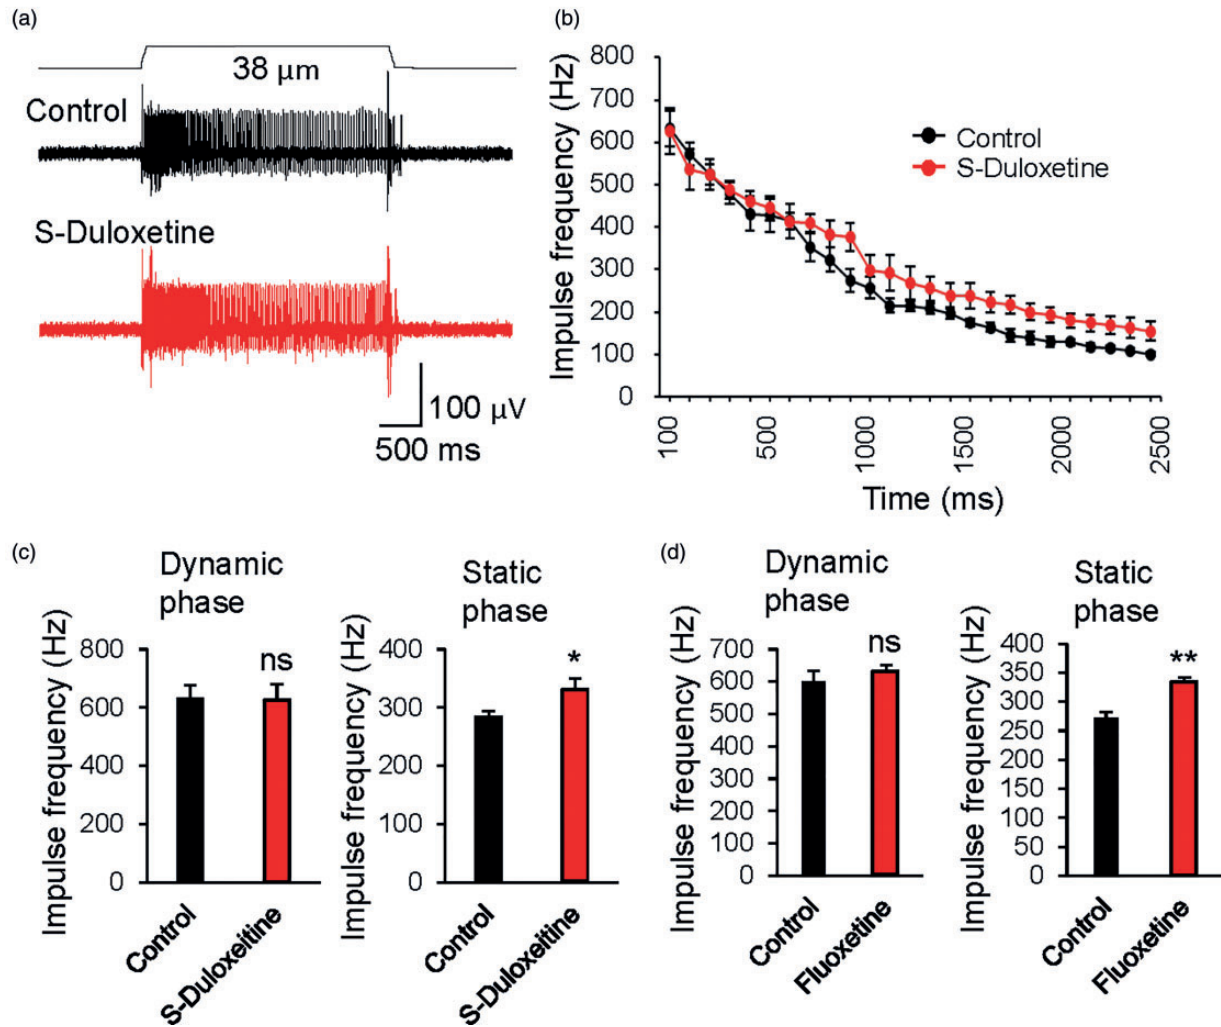 (a)
38 μm
Control
S-Duloxetine
100 μV
500 ms
(b)
Impulse frequency (Hz)
800
700
600
500
400
300
200
100
0
Control
S-Duloxetine
100
500
1000
1500
2000
2500
Time (ms)
(c)
Dynamic
phase
Impulse frequency (Hz)
800
600
400
200
0
ns
Control
S-Duloxeitine
Static
phase
Impulse frequency (Hz)
400
300
200
100
0
*
Control
S-Duloxeitine
(d)
Dynamic
phase
Impulse frequency (Hz)
700
600
500
400
300
200
100
0
ns
Control
Fluoxetine
Static
phase
Impulse frequency (Hz)
400
350
300
250
200
150
100
50
0
**
Control
Fluoxetine